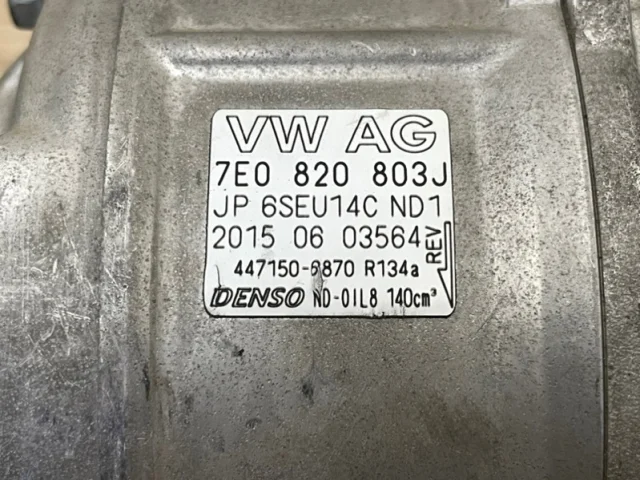 VW AG
7E0 820 803J
JP 6SEU14C ND1
2015 06 03564
REV
447150-6870 R134a
DENSO ND-OIL8 140cm³